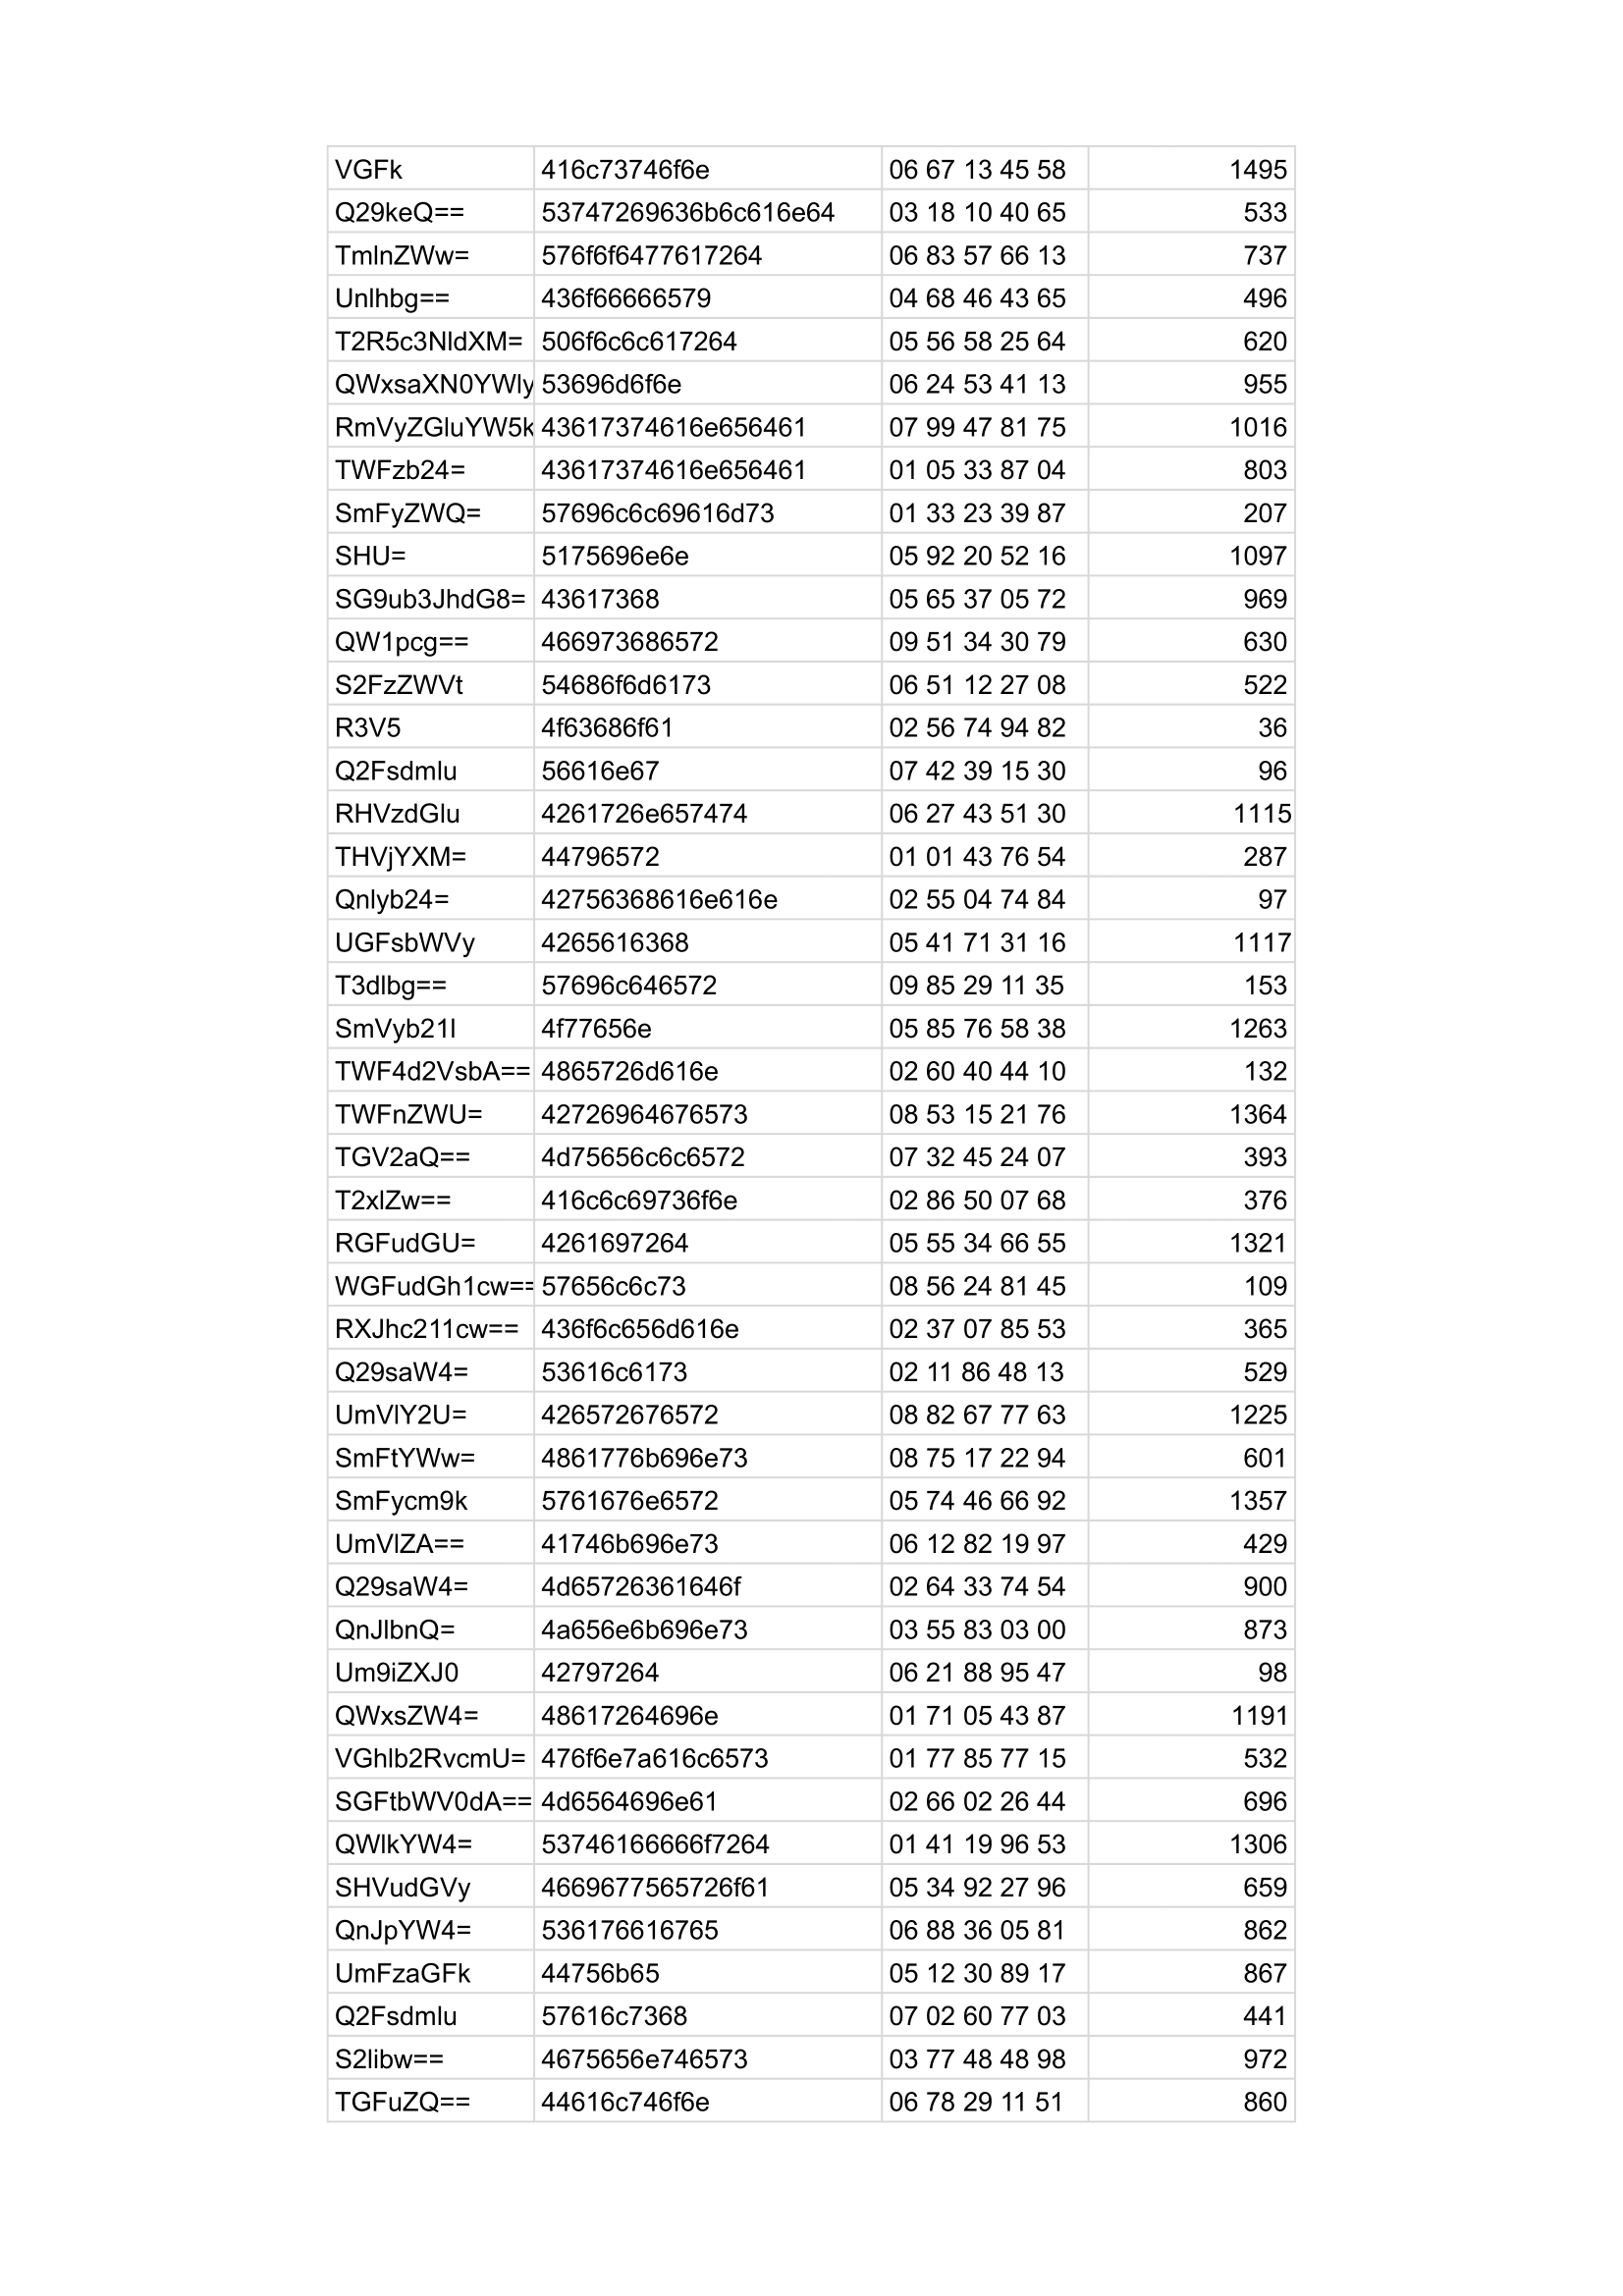 VGFk 416c73746f6e 06 67 13 45 58 1495
Q29keQ== 53747269636b6c616e64 03 18 10 40 65 533
TmlnZWw= 576f6f6477617264 06 83 57 66 13 737
Unlhbg== 436f66666579 04 68 46 43 65 496
T2R5c3NldXM= 506f6c6c617264 05 56 58 25 64 620
QWxsaXN0YWly 53696d6f6e 06 24 53 41 13 955
RmVyZGluYW5k 43617374616e656461 07 99 47 81 75 1016
TWFzb24= 43617374616e656461 01 05 33 87 04 803
SmFyZWQ= 57696c6c69616d73 01 33 23 39 87 207
SHU= 5175696e6e 05 92 20 52 16 1097
SG9ub3JhdG8= 43617368 05 65 37 05 72 969
QW1pcg== 466973686572 09 51 34 30 79 630
S2FzZWVt 54686f6d6173 06 51 12 27 08 522
R3V5 4f63686f61 02 56 74 94 82 36
Q2Fsdmlu 56616e67 07 42 39 15 30 96
RHVzdGlu 4261726e657474 06 27 43 51 30 1115
THVjYXM= 44796572 01 01 43 76 54 287
Qnlyb24= 42756368616e616e 02 55 04 74 84 97
UGFsbWVy 4265616368 05 41 71 31 16 1117
T3dlbg== 57696c646572 09 85 29 11 35 153
SmVyb21l 4f77656e 05 85 76 58 38 1263
TWF4d2VsbA== 4865726d616e 02 60 40 44 10 132
TWFnZWU= 42726964676573 08 53 15 21 76 1364
TGV2aQ== 4d75656c6c6572 07 32 45 24 07 393
T2xlZw== 416c6c69736f6e 02 86 50 07 68 376
RGFudGU= 4261697264 05 55 34 66 55 1321
WGFudGh1cw== 57656c6c73 08 56 24 81 45 109
RXJhc211cw== 436f6c656d616e 02 37 07 85 53 365
Q29saW4= 53616c6173 02 11 86 48 13 529
UmVlY2U= 426572676572 08 82 67 77 63 1225
SmFtYWw= 4861776b696e73 08 75 17 22 94 601
SmFycm9k 5761676e6572 05 74 46 66 92 1357
UmVlZA== 41746b696e73 06 12 82 19 97 429
Q29saW4= 4d65726361646f 02 64 33 74 54 900
QnJlbnQ= 4a656e6b696e73 03 55 83 03 00 873
Um9iZXJ0 42797264 06 21 88 95 47 98
QWxsZW4= 48617264696e 01 71 05 43 87 1191
VGhlb2RvcmU= 476f6e7a616c6573 01 77 85 77 15 532
SGFtbWV0dA== 4d6564696e61 02 66 02 26 44 696
QWlkYW4= 53746166666f7264 01 41 19 96 53 1306
SHVudGVy 4669677565726f61 05 34 92 27 96 659
QnJpYW4= 536176616765 06 88 36 05 81 862
UmFzaGFk 44756b65 05 12 30 89 17 867
Q2Fsdmlu 57616c7368 07 02 60 77 03 441
S2libw== 4675656e746573 03 77 48 48 98 972
TGFuZQ== 44616c746f6e 06 78 29 11 51 860